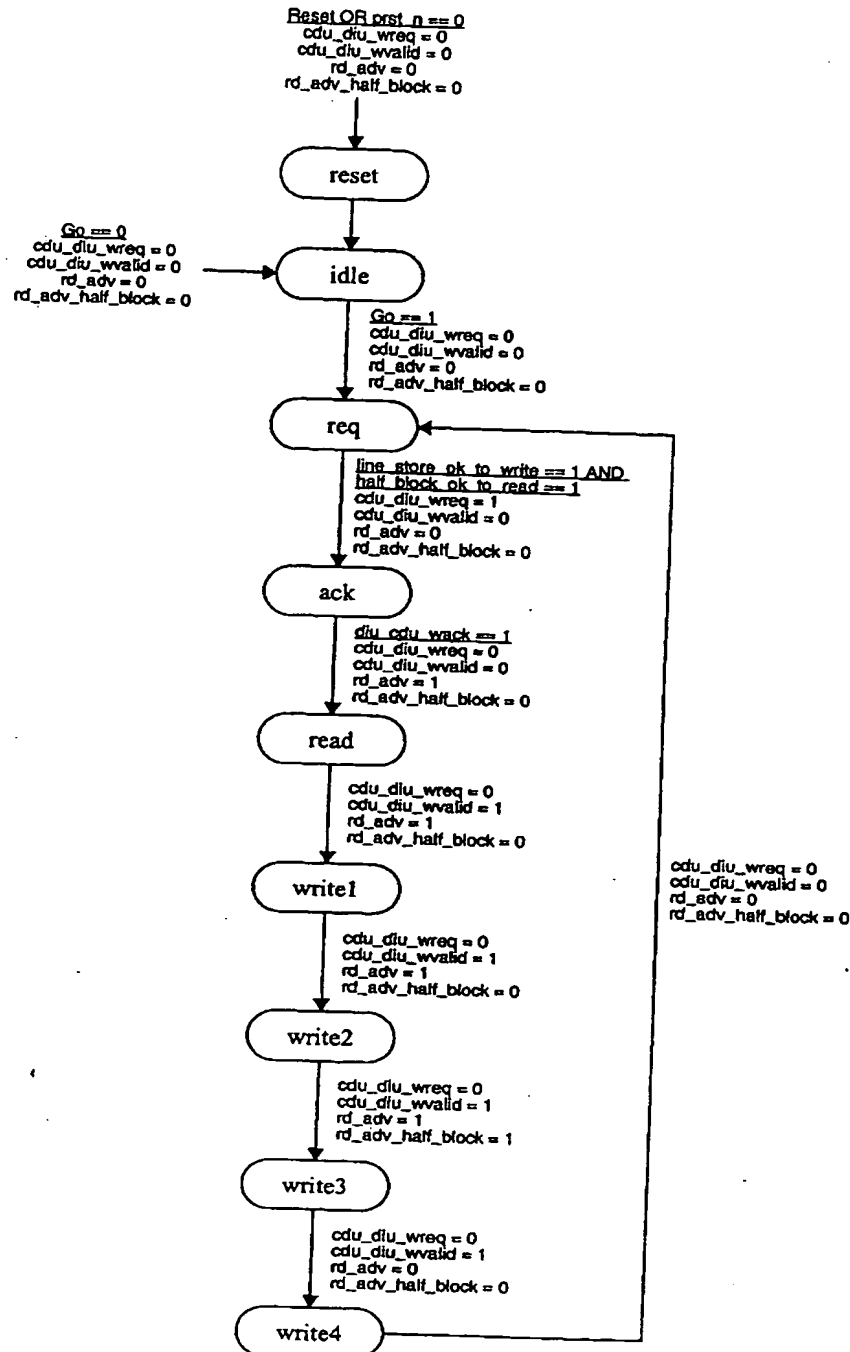 Reset OR prst_n == 0
cdu_diu_wreq = 0
cdu_diu_wvalid = 0
rd_adv = 0
rd_adv_half_block = 0
reset
Go == 0
cdu_diu_wreq = 0
cdu_diu_wvalid = 0
rd_adv = 0
rd_adv_half_block = 0
idle
Go == 1
cdu_diu_wreq = 0
cdu_diu_wvalid = 0
rd_adv = 0
rd_adv_half_block = 0
req
line_store_ok_to_write == 1 AND
half_block_ok_to_read == 1
cdu_diu_wreq = 1
cdu_diu_wvalid = 0
rd_adv = 0
rd_adv_half_block = 0
ack
diu_cdu_wack == 1
cdu_diu_wreq = 0
cdu_diu_wvalid = 0
rd_adv = 1
rd_adv_half_block = 0
read
cdu_diu_wreq = 0
cdu_diu_wvalid = 1
rd_adv = 1
rd_adv_half_block = 0
write1
cdu_diu_wreq = 0
cdu_diu_wvalid = 0
rd_adv = 0
rd_adv_half_block = 0
cdu_diu_wreq = 0
cdu_diu_wvalid = 1
rd_adv = 1
rd_adv_half_block = 0
write2
cdu_diu_wreq = 0
cdu_diu_wvalid = 1
rd_adv = 1
rd_adv_half_block = 1
write3
cdu_diu_wreq = 0
cdu_diu_wvalid = 1
rd_adv = 0
rd_adv_half_block = 0
write4